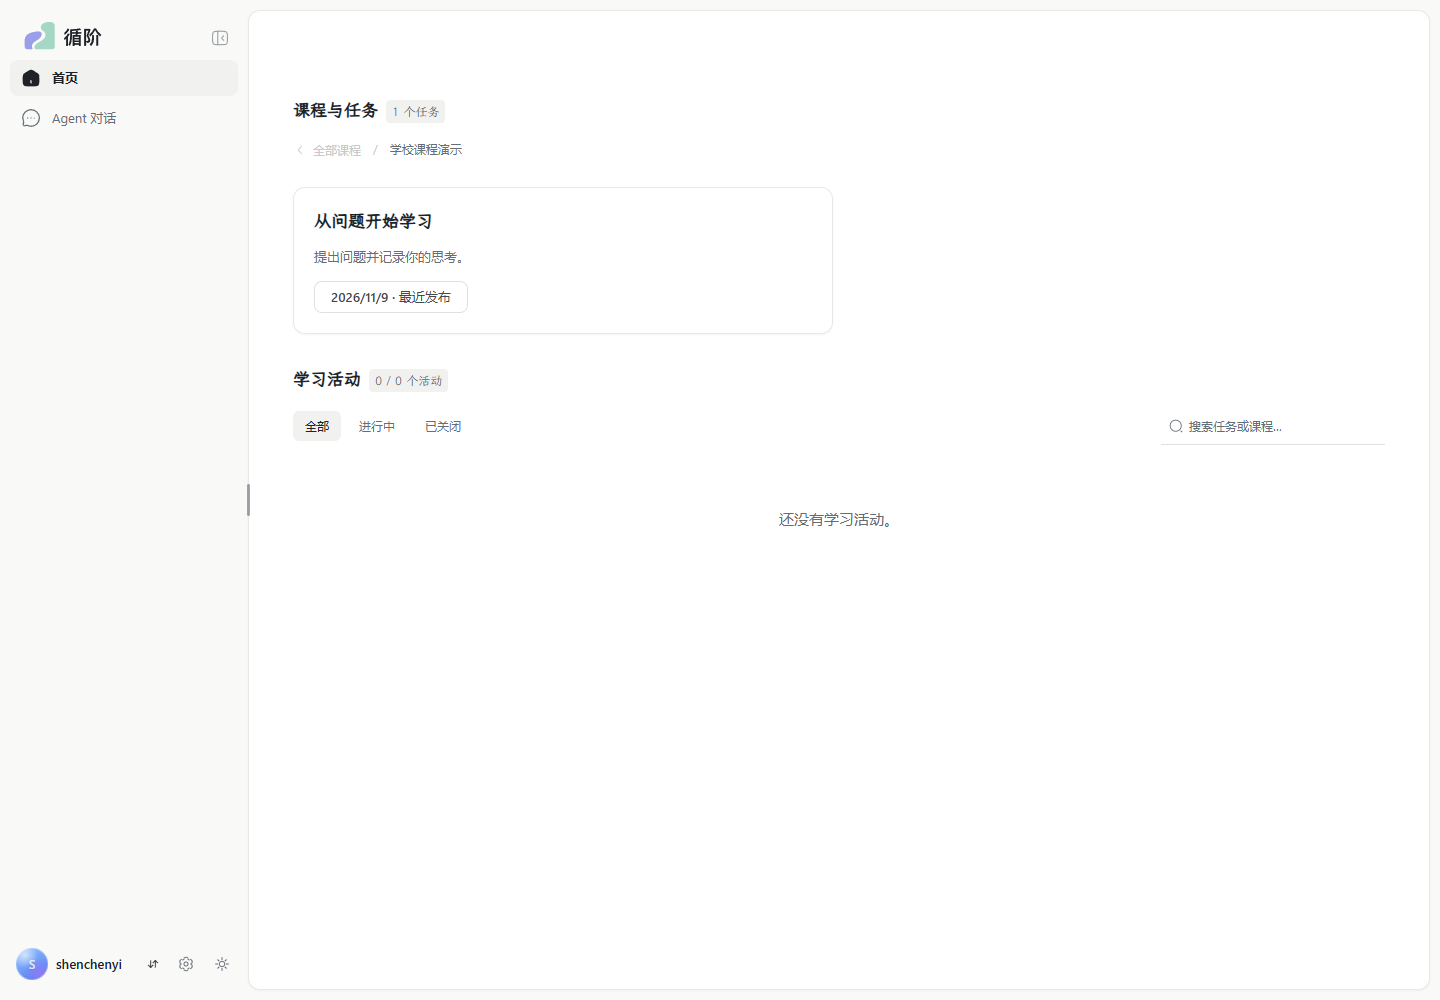 循阶
首页
Agent 对话
课程与任务 1 个任务
全部课程 / 学校课程演示
从问题开始学习
提出问题并记录你的思考。
2026/11/9 · 最近发布
学习活动 0 / 0 个活动
全部 进行中 已关闭 搜索任务或课程...
还没有学习活动。
S shenchenyi